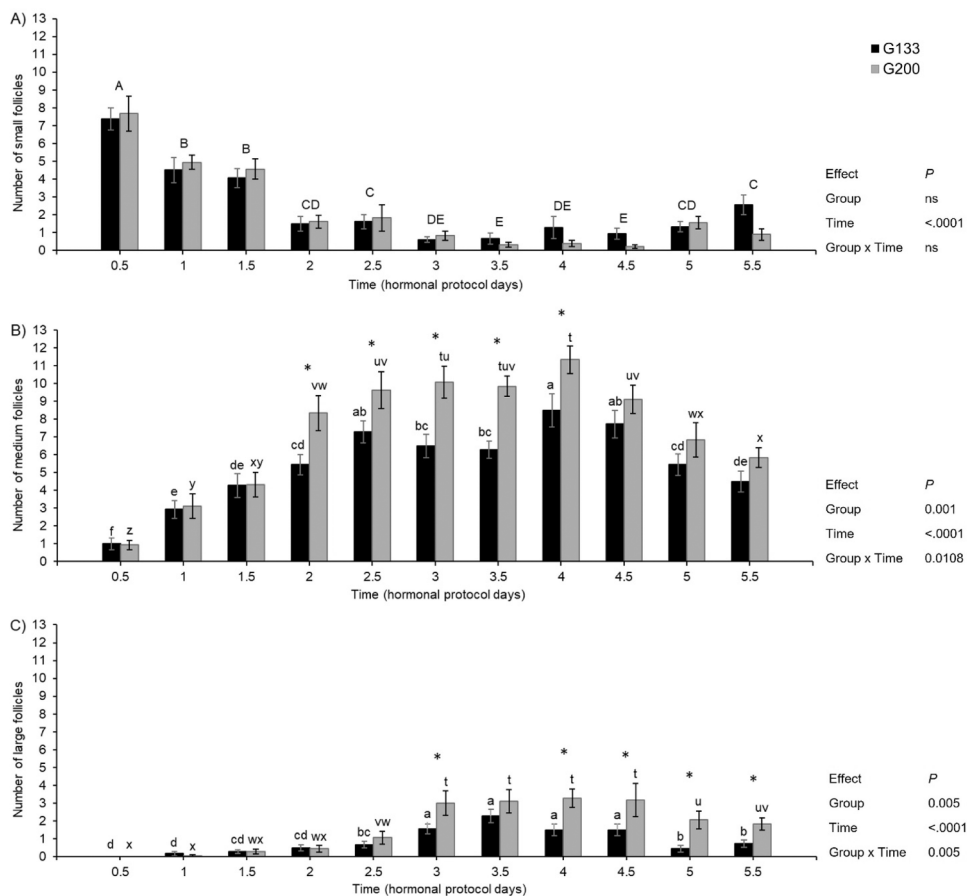 A)
13
12
11
10
9
8
7
6
5
4
3
2
1
0
Number of small follicles
A
B
B
CD
C
DE
E
DE
E
CD
C
0.5 1 1.5 2 2.5 3 3.5 4 4.5 5 5.5
Time (hormonal protocol days)
G133
G200
Effect P
Group ns
Time <.0001
Group x Time ns
B)
13
12
11
10
9
8
7
6
5
4
3
2
1
0
Number of medium follicles
* * * * *
f z
e y
de xy
cd vw
ab uv
bc tu
bc tuv
a t
ab uv
cd wx
de x
0.5 1 1.5 2 2.5 3 3.5 4 4.5 5 5.5
Time (hormonal protocol days)
Effect P
Group 0.001
Time <.0001
Group x Time 0.0108
C)
13
12
11
10
9
8
7
6
5
4
3
2
1
0
Number of large follicles
* * * * *
d x
d x
cd wx
cd wx
bc vw
a t
a t
a t
a t
b u
b uv
0.5 1 1.5 2 2.5 3 3.5 4 4.5 5 5.5
Time (hormonal protocol days)
Effect P
Group 0.005
Time <.0001
Group x Time 0.005